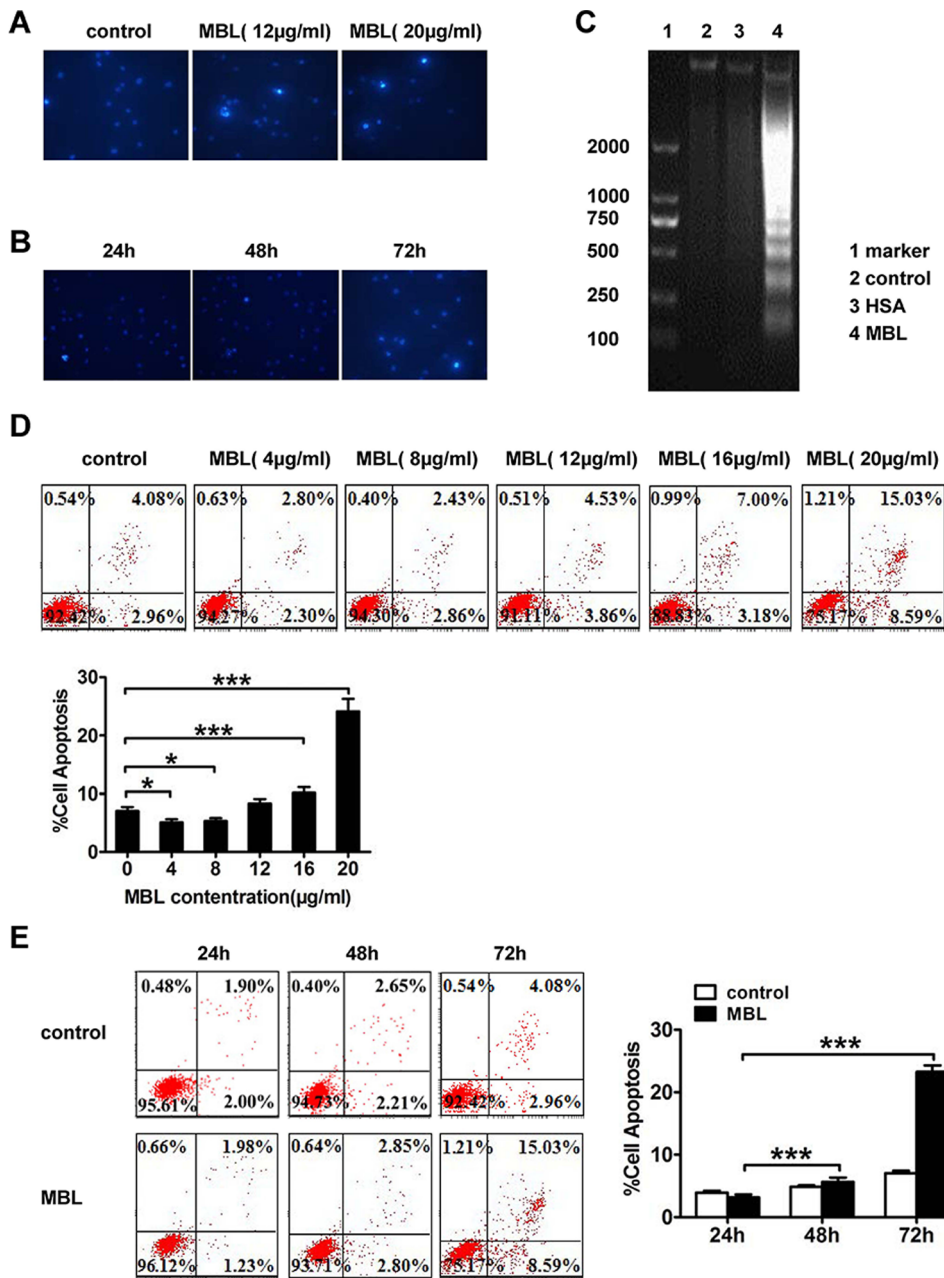 A
control MBL( 12μg/ml) MBL( 20μg/ml)
B
24h 48h 72h
C
1 2 3 4
2000
1000
750
500
250
100
1 marker
2 control
3 HSA
4 MBL
D
control MBL( 4μg/ml) MBL( 8μg/ml) MBL( 12μg/ml) MBL( 16μg/ml) MBL( 20μg/ml)
0.54% 4.08% 0.63% 2.80% 0.40% 2.43% 0.51% 4.53% 0.99% 7.00% 1.21% 15.03%
92.42% 2.96% 94.27% 2.30% 94.30% 2.86% 91.11% 3.86% 88.83% 3.18% 75.17% 8.59%
%Cell Apoptosis
30
20
10
0
***
***
*
*
0 4 8 12 16 20
MBL contentration(μg/ml)
E
24h 48h 72h
control
0.48% 1.90% 0.40% 2.65% 0.54% 4.08%
95.61% 2.00% 94.73% 2.21% 92.42% 2.96%
MBL
0.66% 1.98% 0.64% 2.85% 1.21% 15.03%
96.12% 1.23% 93.71% 2.80% 75.17% 8.59%
control
MBL
%Cell Apoptosis
30
20
10
0
***
***
24h 48h 72h